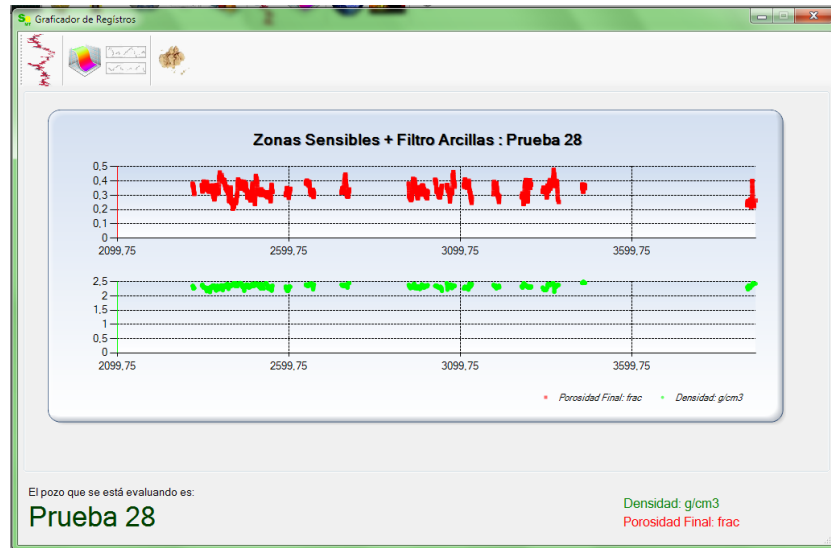 Graficador de Regístros
Zonas Sensibles + Filtro Arcillas : Prueba 28
0,5
0,4
0,3
0,2
0,1
0
2099,75 2599,75 3099,75 3599,75
2,5
2
1,5
1
0,5
0
2099,75 2599,75 3099,75 3599,75
Porosidad Final: frac Densidad: g/cm3
El pozo que se está evaluando es:
Prueba 28
Densidad: g/cm3
Porosidad Final: frac